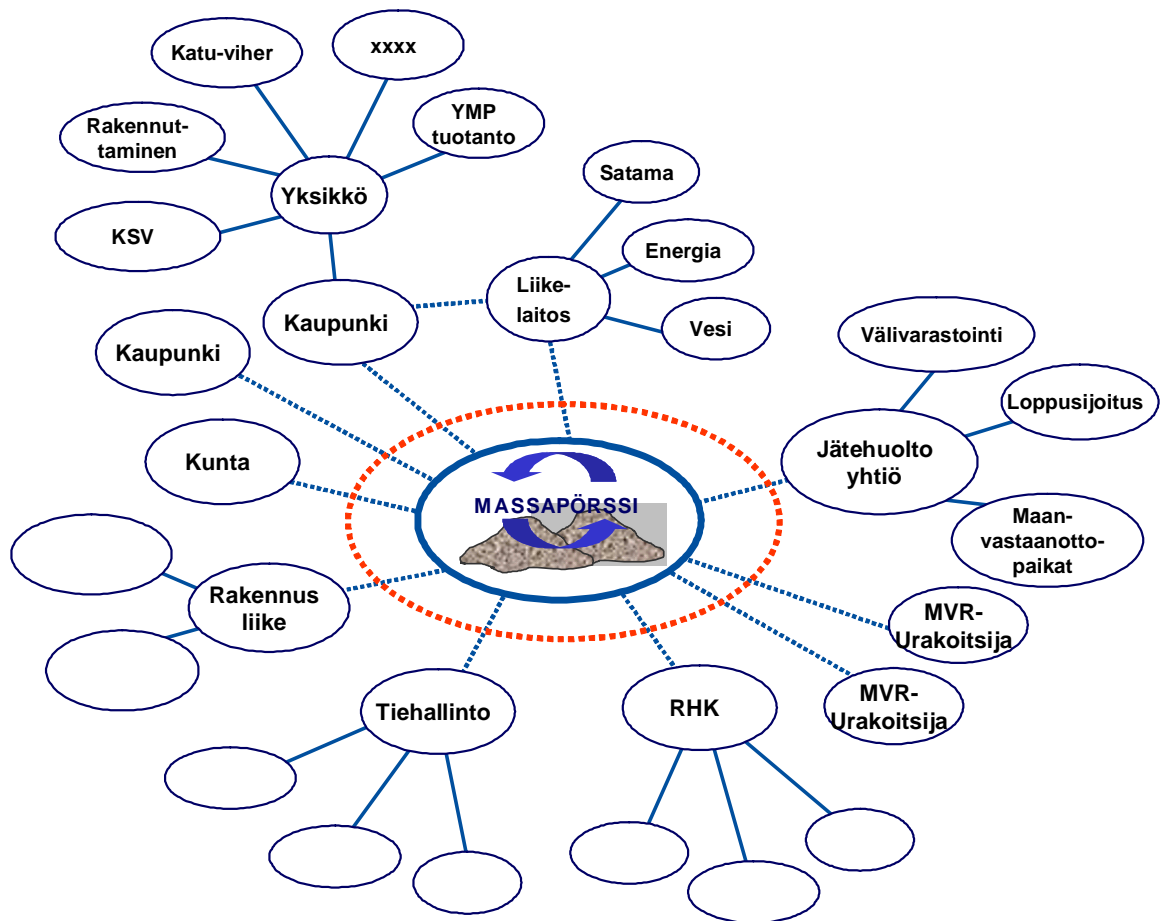 Katu-viher
xxxx
YMP
tuotanto
Rakennut-
taminen
Yksikkö
KSV
Satama
Energia
Liike-
laitos
Vesi
Kaupunki
Kaupunki
Välivarastointi
Loppusijoitus
Jätehuolto
yhtiö
Maan-
vastaanotto-
paikat
Kunta
MASSAPÖRSSI
Rakennus
liike
MVR-
Urakoitsija
MVR-
Urakoitsija
Tiehallinto
RHK